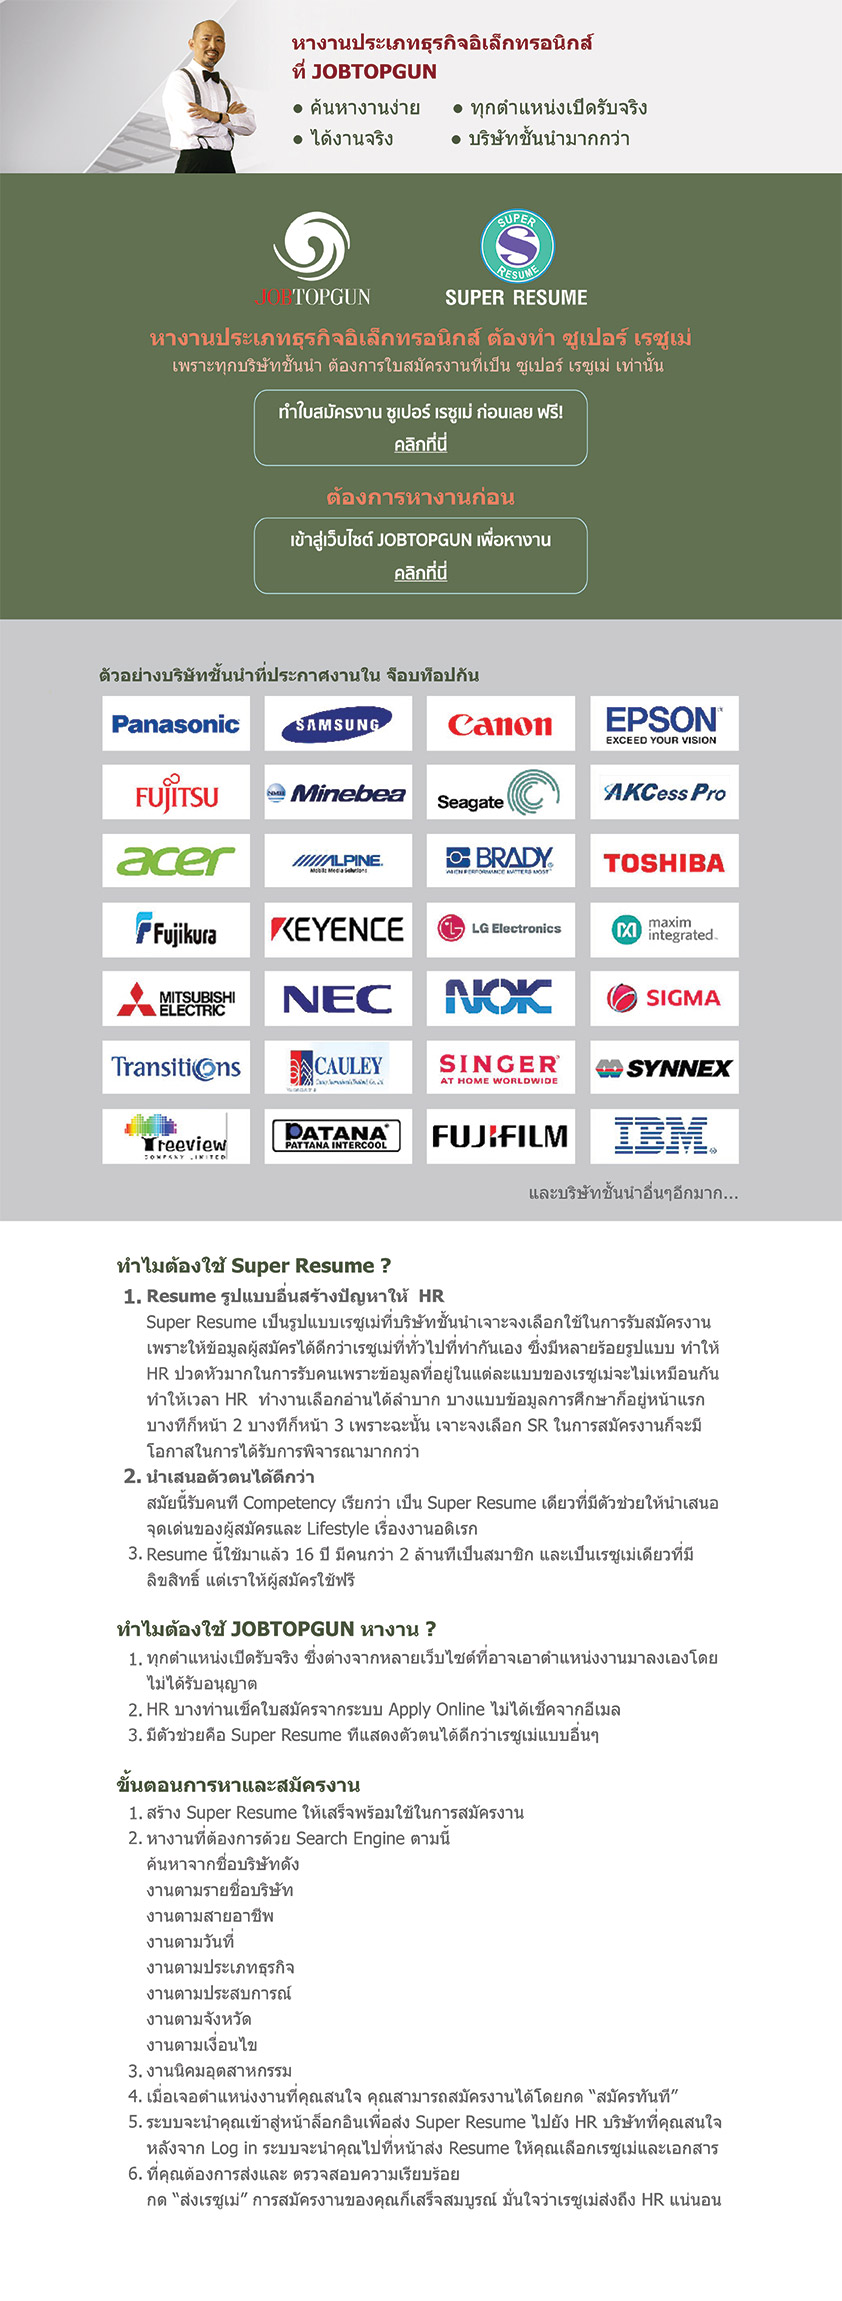 หางานประเภทธุรกิจอิเล็กทรอนิกส์
ที่ JOBTOPGUN
• ค้นหางานง่าย • ทุกตำแหน่งเปิดรับจริง
• ได้งานจริง • บริษัทชั้นนำมากกว่า
SUPER
S
RESUME
JOBTOPGUN
SUPER RESUME
หางานประเภทธุรกิจอิเล็กทรอนิกส์ ต้องทำ ซูเปอร์ เรซูเม่
เพราะทุกบริษัทชั้นนำ ต้องการใบสมัครงานที่เป็น ซูเปอร์ เรซูเม่ เท่านั้น
ทำใบสมัครงาน ซูเปอร์ เรซูเม่ ก่อนเลย ฟรี!
คลิกที่นี่
ต้องการหางานก่อน
เข้าสู่เว็บไซต์ JOBTOPGUN เพื่อหางาน
คลิกที่นี่
ตัวอย่างบริษัทชั้นนำที่ประกาศงานใน จ๊อบท็อปกัน
Panasonic SAMSUNG Canon EPSON
EXCEED YOUR VISION
FUJITSU Minebea Seagate AKCess Pro
acer ALPINE BRADY TOSHIBA
Mobile Media Solutions WHEN PERFORMANCE MATTERS MOST
Fujikura KEYENCE LG Electronics maxim
integrated
MITSUBISHI
ELECTRIC NEC NOK SIGMA
Transitions CAULEY SINGER SYNNEX
AT HOME WORLDWIDE
Treeview PATANA FUJIFILM IBM
COMPANY LIMITED PATTANA INTERCOOL
และบริษัทชั้นนำอื่นๆอีกมาก...
ทำไมต้องใช้ Super Resume ?
1. Resume รูปแบบอื่นสร้างปัญหาให้ HR
Super Resume เป็นรูปแบบเรซูเม่ที่บริษัทชั้นนำเจาะจงเลือกใช้ในการรับสมัครงาน
เพราะให้ข้อมูลผู้สมัครได้ดีกว่าเรซูเม่ที่ทั่วไปที่ทำกันเอง ซึ่งมีหลายร้อยรูปแบบ ทำให้
HR ปวดหัวมากในการรับคนเพราะข้อมูลที่อยู่ในแต่ละแบบของเรซูเม่จะไม่เหมือนกัน
ทำให้เวลา HR ทำงานเลือกอ่านได้ลำบาก บางแบบข้อมูลการศึกษาก็อยู่หน้าแรก
บางทีก็หน้า 2 บางทีก็หน้า 3 เพราะฉะนั้น เจาะจงเลือก SR ในการสมัครงานก็จะมี
โอกาสในการได้รับการพิจารณามากกว่า
2. นำเสนอตัวตนได้ดีกว่า
สมัยนี้รับคนที่ Competency เรียกว่า เป็น Super Resume เดียวที่มีตัวช่วยให้นำเสนอ
จุดเด่นของผู้สมัครและ Lifestyle เรื่องงานอดิเรก
3. Resume นี้ใช้มาแล้ว 16 ปี มีคนกว่า 2 ล้านที่เป็นสมาชิก และเป็นเรซูเม่เดียวที่มี
ลิขสิทธิ์ แต่เราให้ผู้สมัครใช้ฟรี
ทำไมต้องใช้ JOBTOPGUN หางาน ?
1. ทุกตำแหน่งเปิดรับจริง ซึ่งต่างจากหลายเว็บไซต์ที่อาจเอาตำแหน่งงานมาลงเองโดย
ไม่ได้รับอนุญาต
2. HR บางท่านเช็คใบสมัครจากระบบ Apply Online ไม่ได้เช็คจากอีเมล
3. มีตัวช่วยคือ Super Resume ที่แสดงตัวตนได้ดีกว่าเรซูเม่แบบอื่นๆ
ขั้นตอนการหาและสมัครงาน
1. สร้าง Super Resume ให้เสร็จพร้อมใช้ในการสมัครงาน
2. หางานที่ต้องการด้วย Search Engine ตามนี้
ค้นหาจากชื่อบริษัทดัง
งานตามรายชื่อบริษัท
งานตามสายอาชีพ
งานตามวันที่
งานตามประเภทธุรกิจ
งานตามประสบการณ์
งานตามจังหวัด
งานตามเงื่อนไข
3. งานนิคมอุตสาหกรรม
4. เมื่อเจอตำแหน่งงานที่คุณสนใจ คุณสามารถสมัครงานได้โดยกด “สมัครทันที”
5. ระบบจะนำคุณเข้าสู่หน้าล็อกอินเพื่อส่ง Super Resume ไปยัง HR บริษัทที่คุณสนใจ
หลังจาก Log in ระบบจะนำคุณไปที่หน้าส่ง Resume ให้คุณเลือกเรซูเม่และเอกสาร
6. ที่คุณต้องการส่งและ ตรวจสอบความเรียบร้อย
กด “ส่งเรซูเม่” การสมัครงานของคุณก็เสร็จสมบูรณ์ มั่นใจว่าเรซูเม่ส่งถึง HR แน่นอน